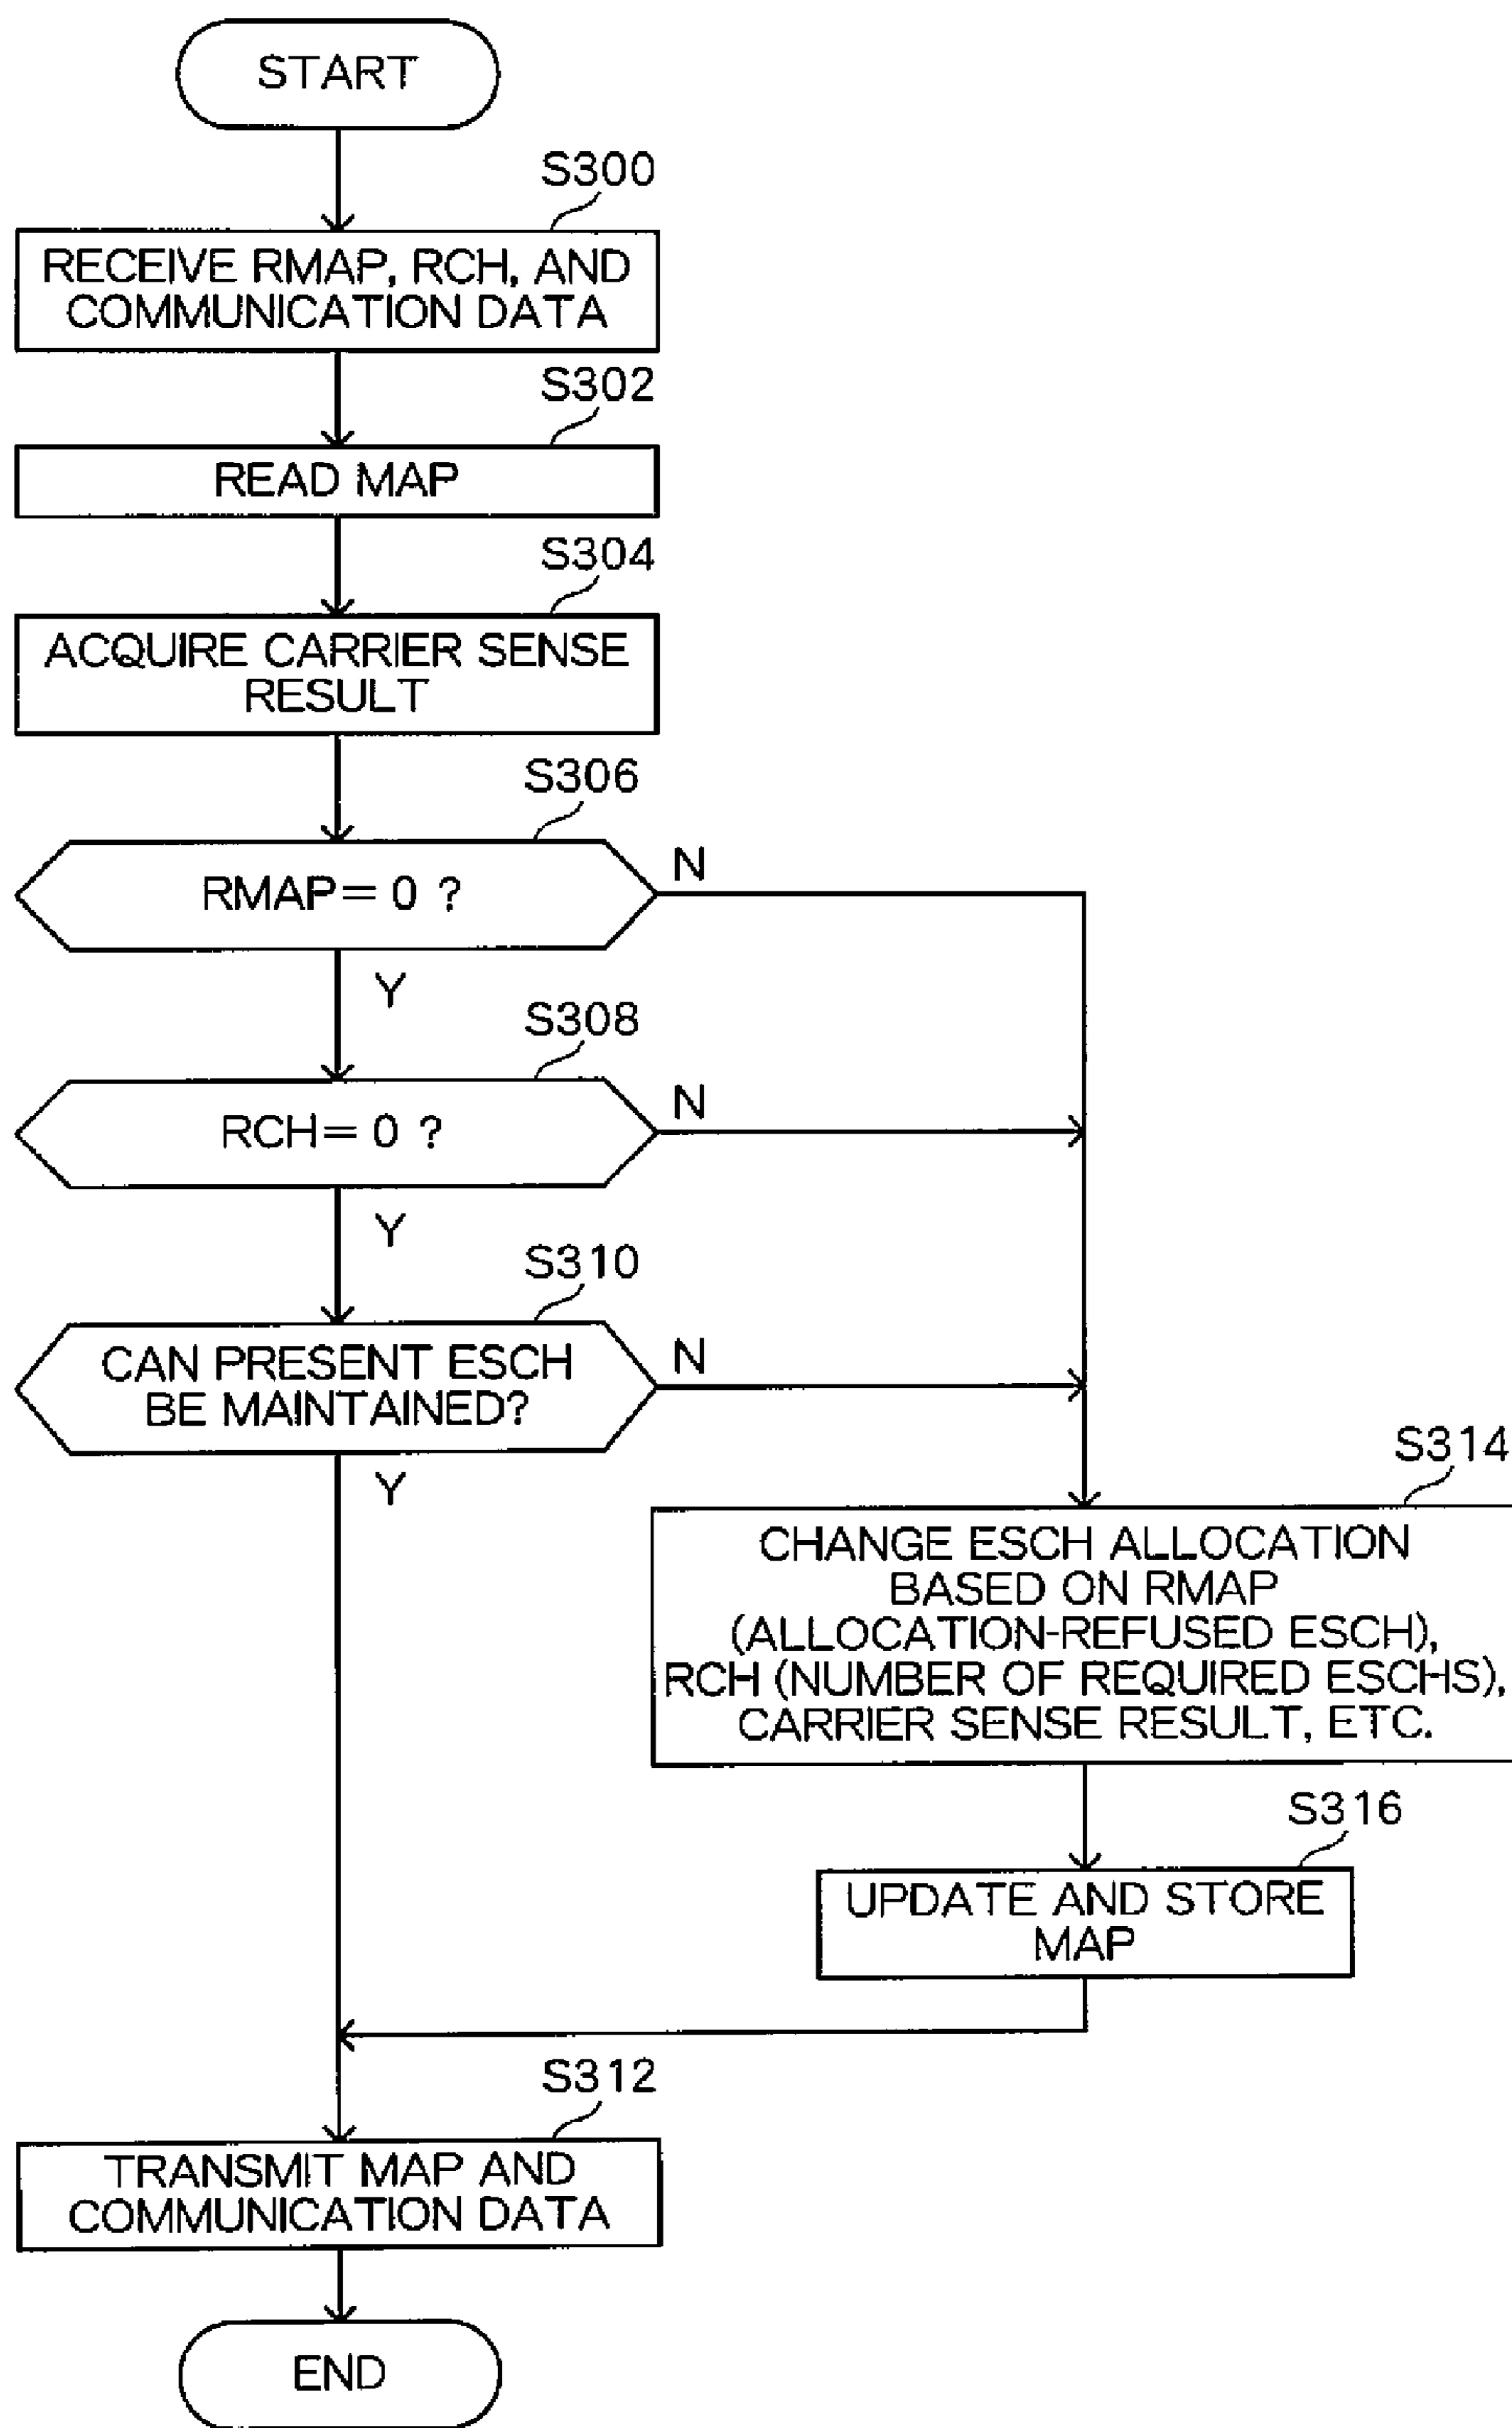 START
S300
RECEIVE RMAP, RCH, AND
COMMUNICATION DATA
S302
READ MAP
S304
ACQUIRE CARRIER SENSE
RESULT
S306
RMAP=0 ?
N
Y
S308
RCH=0 ?
N
Y
S310
CAN PRESENT ESCH
BE MAINTAINED?
N
Y
S314
CHANGE ESCH ALLOCATION
BASED ON RMAP
(ALLOCATION-REFUSED ESCH),
RCH (NUMBER OF REQUIRED ESCHS),
CARRIER SENSE RESULT, ETC.
S316
UPDATE AND STORE
MAP
S312
TRANSMIT MAP AND
COMMUNICATION DATA
END